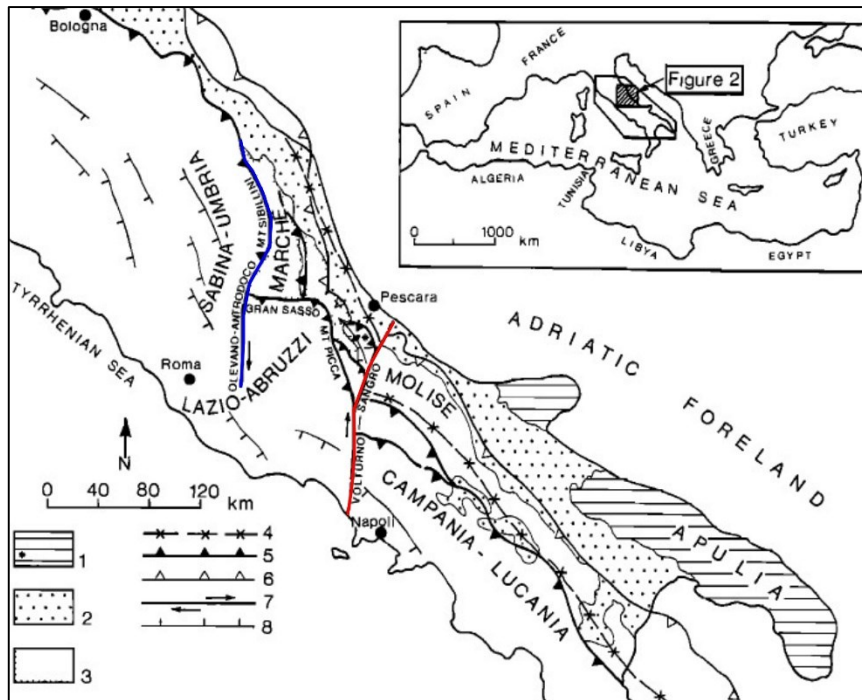 Bologna
FRANCE
SPAIN
Figure 2
GREECE
TURKEY
MEDITERRANEAN SEA
ALGERIA
TUNISIA
LIBYA
EGYPT
0 1000
km
SABINA-UMBRIA
MT SIBILLINI
MARCHE
OLEVANO-ANTRODOCO
GRAN SASSO
Pescara
MT PICCA
TYRRHENIAN SEA
Roma
LAZIO-ABRUZZI
ADRIATIC
FORELAND
MOLISE
SANGRO
VOLTURNO
N
0 40 80 120
km
Napoli
CAMPANIA-LUCANIA
APULIA
1
2
3
4
5
6
7
8